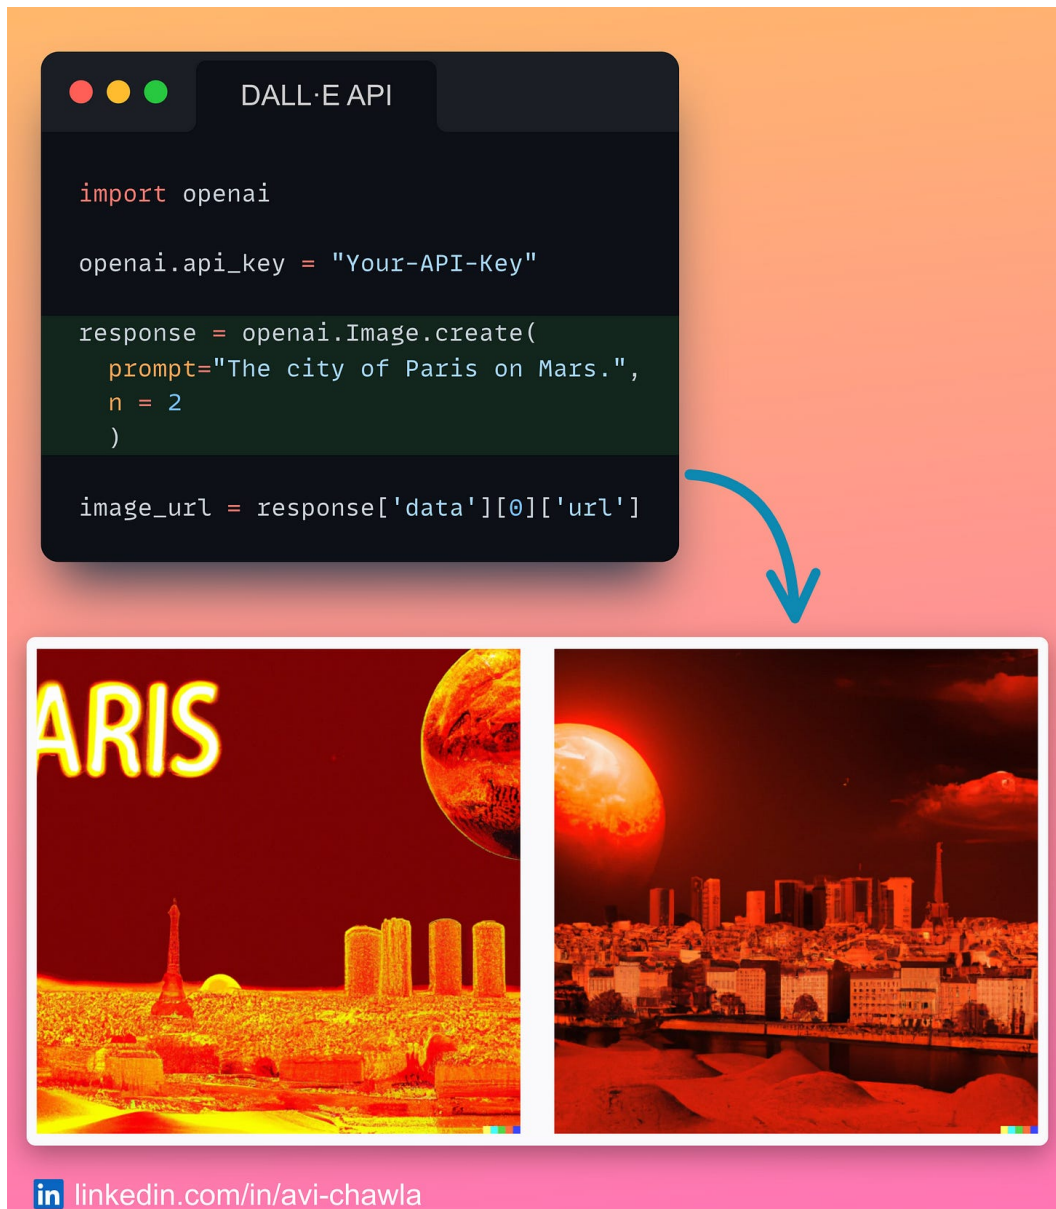 DALL·E API
import openai
openai.api_key = "Your-API-Key"
response = openai.Image.create(
  prompt="The city of Paris on Mars.",
  n = 2
  )
image_url = response['data'][0]['url']
ARIS
in linkedin.com/in/avi-chawla